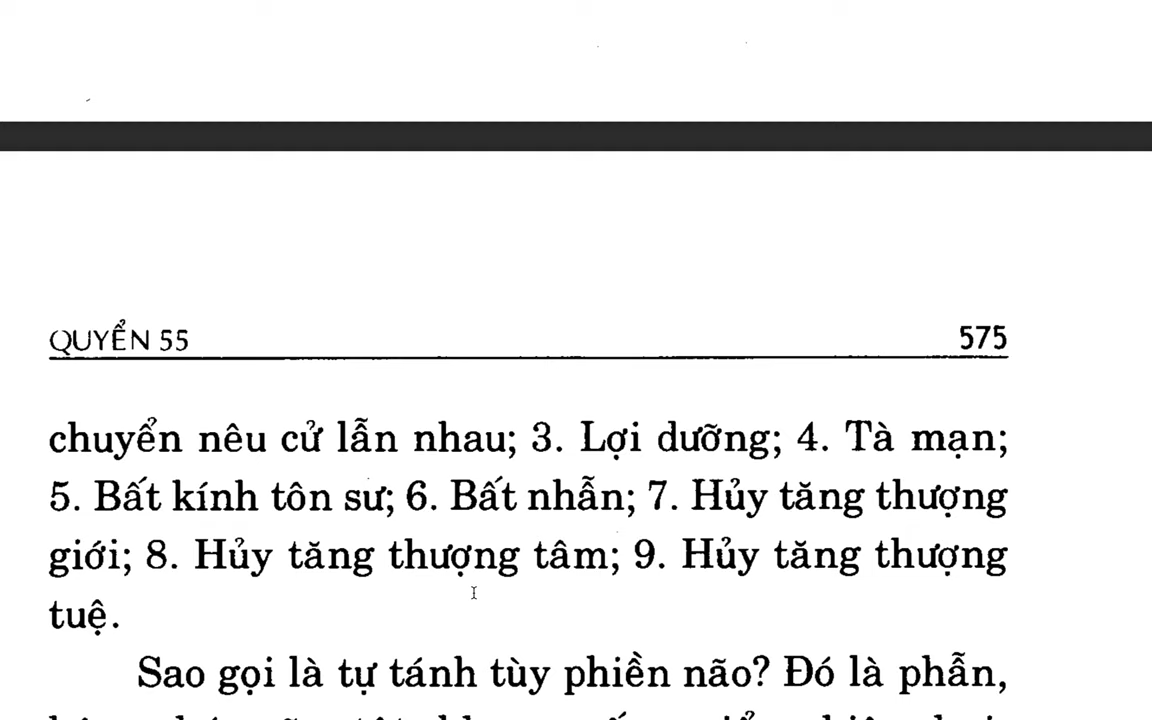 QUYỂN 55 575
chuyển nêu cử lẫn nhau; 3. Lợi dưỡng; 4. Tà mạn;
5. Bất kính tôn sư; 6. Bất nhẫn; 7. Hủy tăng thượng
giới; 8. Hủy tăng thượng tâm; 9. Hủy tăng thượng
tuệ.
Sao gọi là tự tánh tùy phiền não? Đó là phẫn,